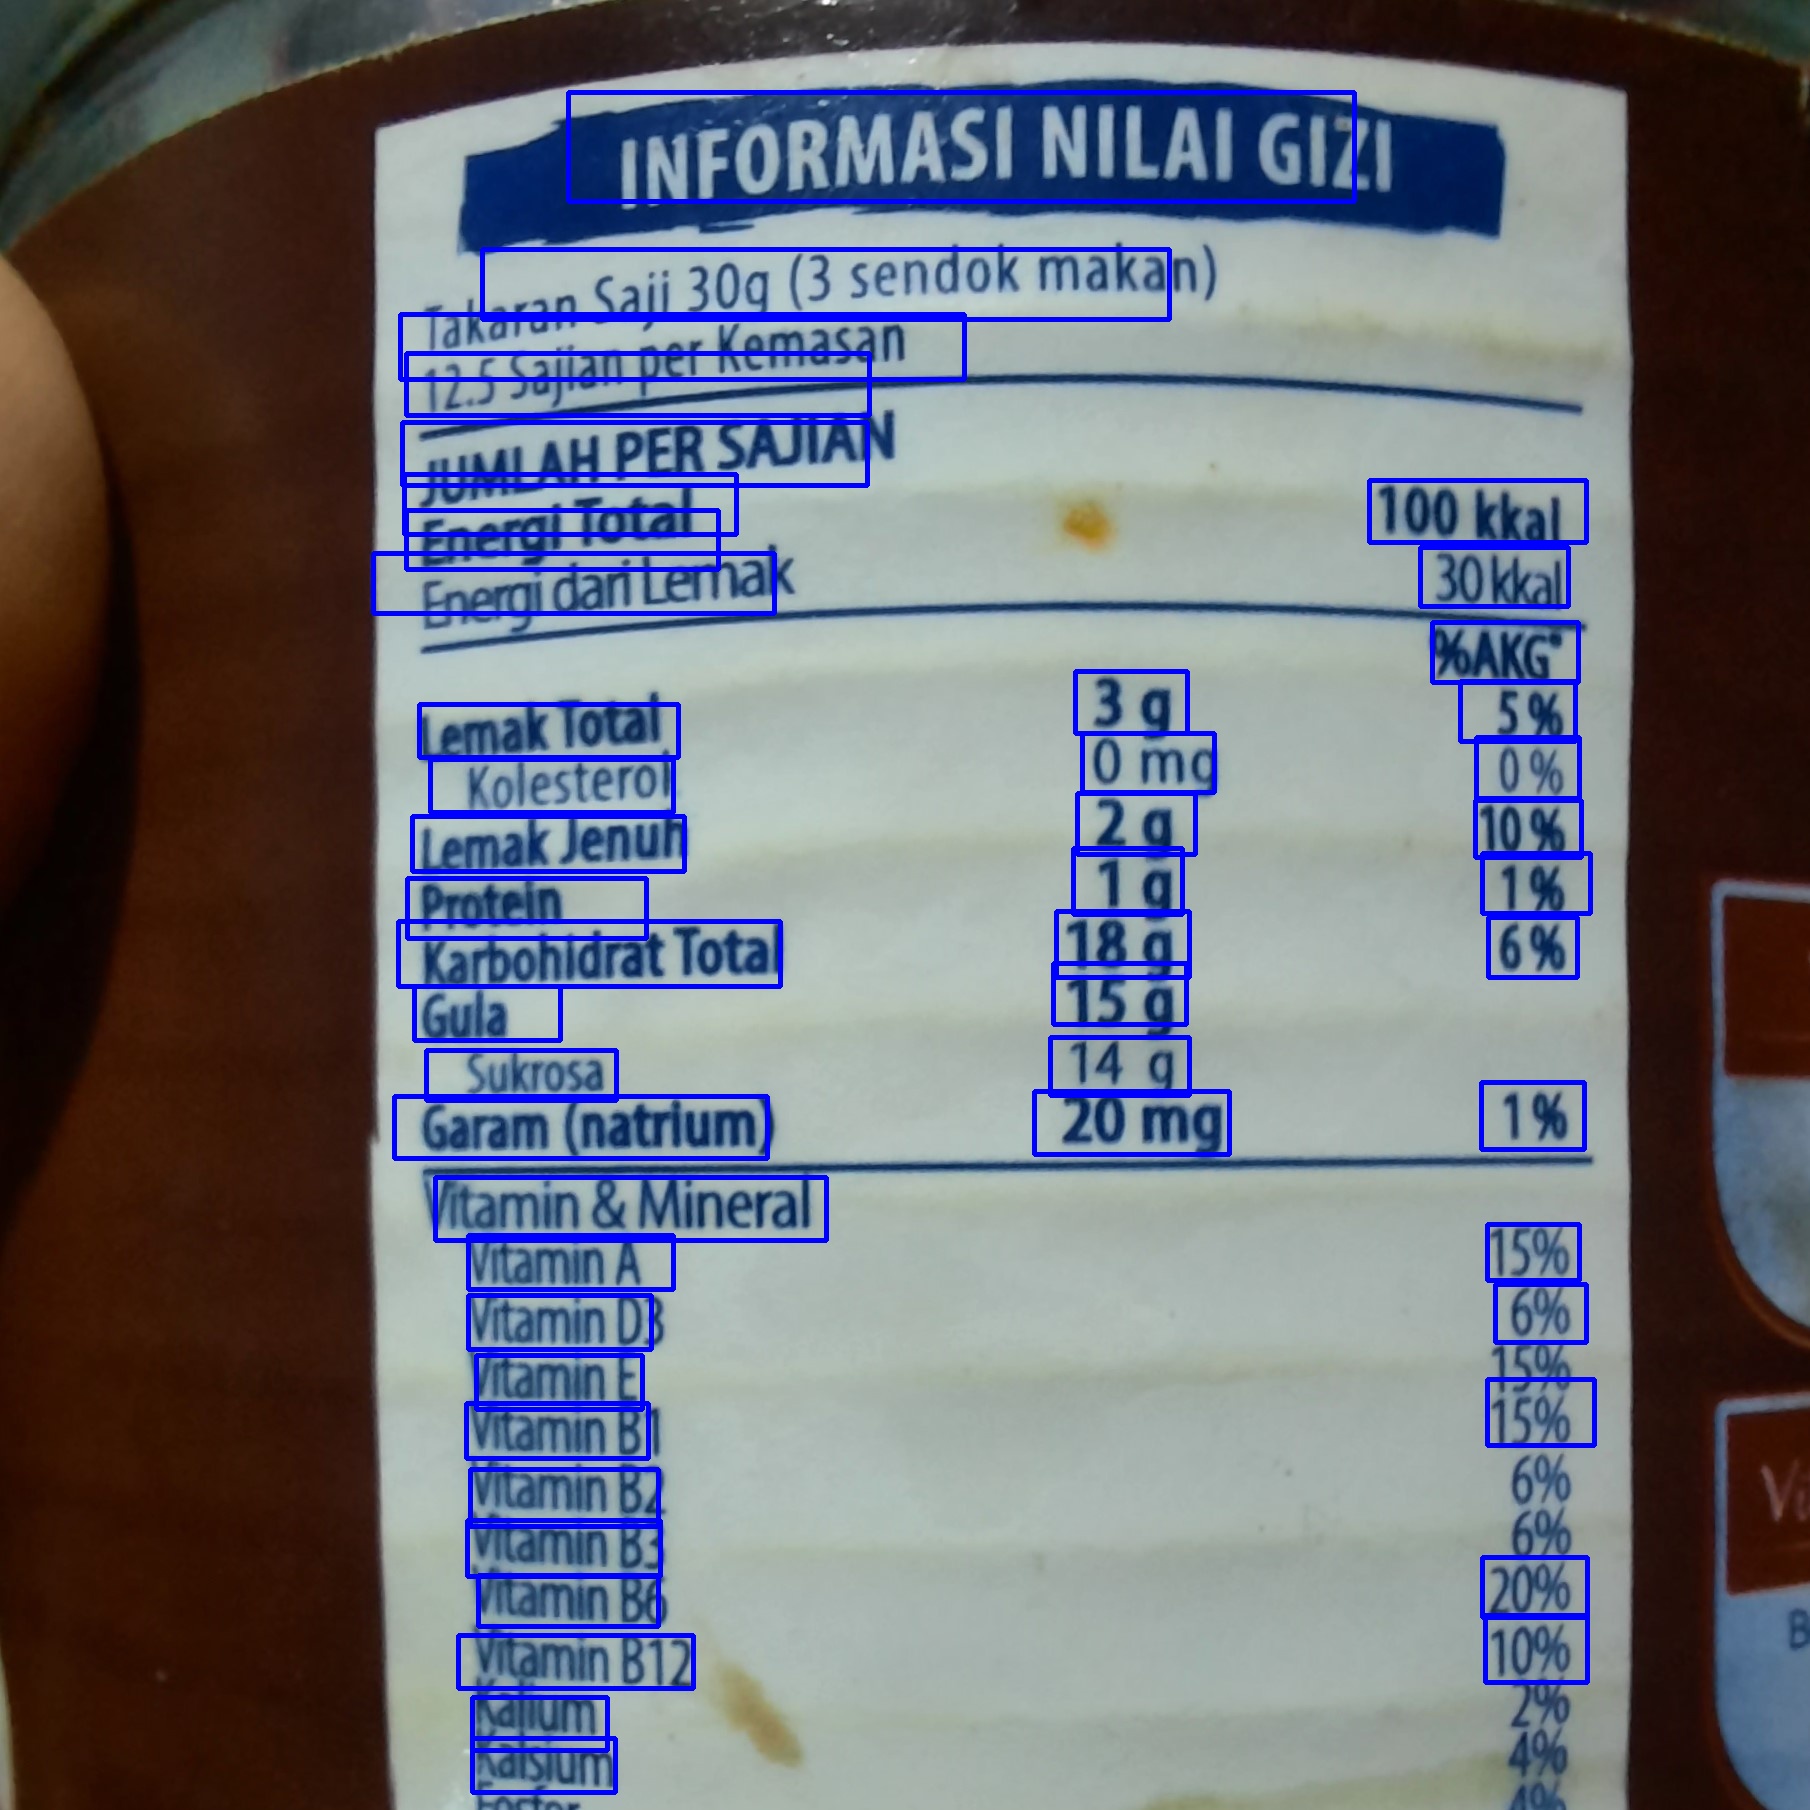 INFORMASI NILAI GIZI
Takaran Saji 30g (3 sendok makan)
12.5 Sajian per Kemasan
JUMLAH PER SAJIAN
Energi Total 100 kkal
Energi dari Lemak 30 kkal
%AKG*
Lemak Total 3 g 5 %
Kolesterol 0 mg 0 %
Lemak Jenuh 2 g 10 %
Protein 1 g 1 %
Karbohidrat Total 18 g 6 %
Gula 15 g
Sukrosa 14 g
Garam (natrium) 20 mg 1 %
Vitamin & Mineral
Vitamin A 15%
Vitamin D3 6%
Vitamin E 15%
Vitamin B1 15%
Vitamin B2 6%
Vitamin B3 6%
Vitamin B6 20%
Vitamin B12 10%
Kalium 2%
Kalsium 4%
Fosfor 4%